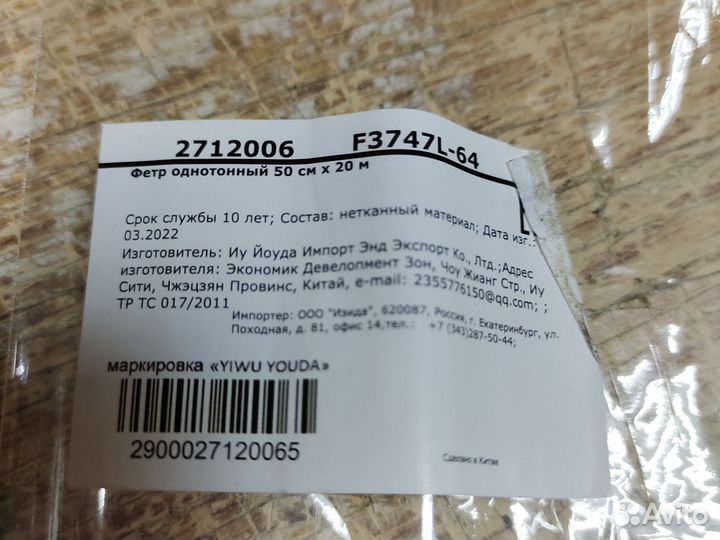 2712006 F3747L-64
Фетр однотонный 50 см х 20 м
Срок службы 10 лет; Состав: нетканный материал; Дата изг.:
03.2022
Изготовитель: Иу Йоуда Импорт Энд Экспорт Ко., Лтд.;Адрес
изготовителя: Экономик Девелопмент Зон, Чоу Жианг Стр., Иу
Сити, Чжэцзян Провинс, Китай, e-mail: 2355776150@qq.com; ;
ТР ТС 017/2011
Импортер: ООО "Изида", 620087, Россия, г. Екатеринбург, ул.
Походная, д. 81, офис 14,тел.: +7 (343)287-50-44;
маркировка «YIWU YOUDA»
2900027120065
Сделано в Китае
Avito